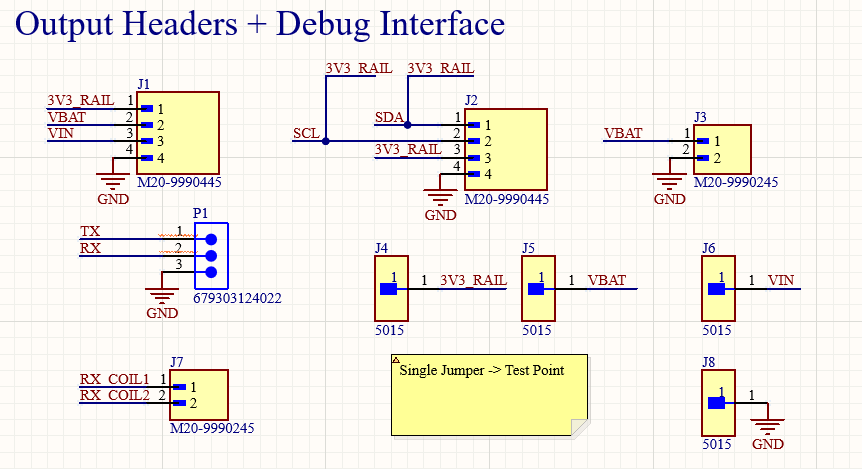 Output Headers + Debug Interface
3V3_RAIL 3V3_RAIL
J1
3V3_RAIL 1 1
VBAT 2 2
VIN 3 3
4 4
GND
M20-9990445
J2
SDA 1 1
SCL 2 2
3V3_RAIL 3 3
4 4
GND
M20-9990445
J3
VBAT 1 1
2 2
GND
M20-9990245
P1
TX 1
RX 2
3
GND
679303124022
J4
1 1 3V3_RAIL
5015
J5
1 1 VBAT
5015
J6
1 1 VIN
5015
J7
RX_COIL1 1 1
RX_COIL2 2 2
M20-9990245
Single Jumper -> Test Point
J8
1 1
5015
GND